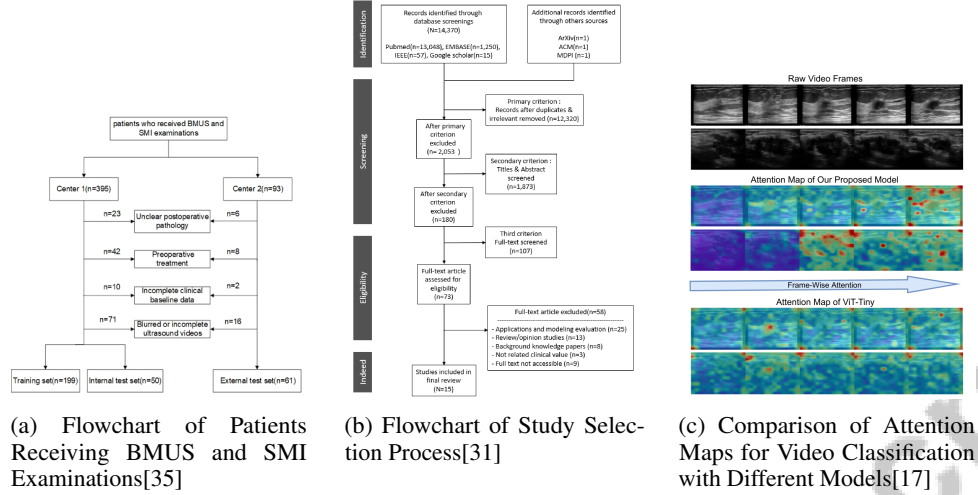 patients who received BMUS and
SMI examinations
Center 1(n=395)
Center 2(n=93)
n=23
Unclear postoperative
pathology
n=6
n=42
Preoperative
treatment
n=8
n=10
Incomplete clinical
baseline data
n=2
n=71
Blurred or incomplete
ultrasound videos
n=16
Training set(n=199)
Internal test set(n=50)
External test set(n=61)
(a) Flowchart of Patients
Receiving BMUS and SMI
Examinations[35]
Identification
Records identified through
database screenings
(N=14,370)
Pubmed(n=13,048), EMBASE(n=1,250),
IEEE(n=57), Google scholar(n=15)
Additional records identified
through others sources
ArXiv(n=1)
ACM(n=1)
MDPI (n=1)
Screening
Primary criterion :
Records after duplicates &
irrelevant removed (n=12,320)
After primary
criterion
excluded
(n= 2,053 )
Secondary criterion :
Titles & Abstract
screened
(n=1,873)
After secondary
criterion
excluded
(n=180)
Eligibility
Third criterion
Full-text screened
(n=107)
Full-text article
assessed for
eligibility
(n=73)
Full-text article excluded(n=58)
- Applications and modeling evaluation (n=25)
- Review/opinion studies (n=13)
- Background knowledge papers (n=8)
- Not related clinical value (n=3)
- Full text not accessible (n=9)
Indeed
Studies included in
final review
(N=15)
(b) Flowchart of Study Selec-
tion Process[31]
Raw Video Frames
Attention Map of Our Proposed Model
Frame-Wise Attention
Attention Map of ViT-Tiny
(c) Comparison of Attention
Maps for Video Classification
with Different Models[17]